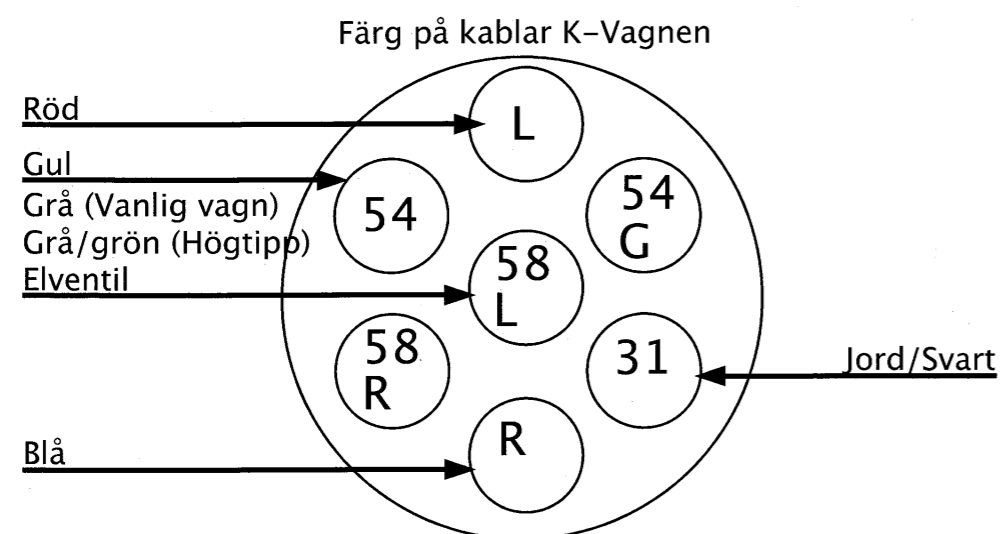 Färg på kablar K-Vagnen
Röd
L
Gul
Grå (Vanlig vagn)
Grå/grön (Högtipp)
Elventil
54
54
G
58
L
58
R
31
Jord/Svart
R
Blå